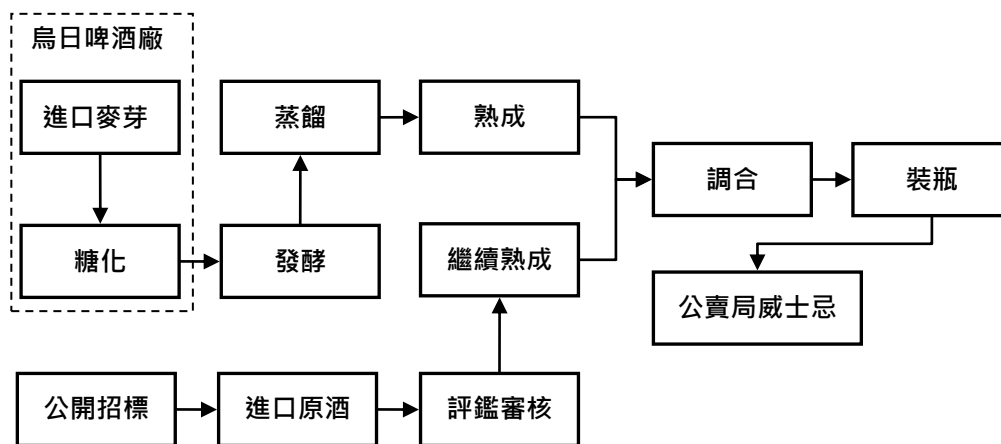 烏日啤酒廠
進口麥芽
蒸餾
熟成
調合
裝瓶
糖化
發酵
繼續熟成
公賣局威士忌
公開招標
進口原酒
評鑑審核